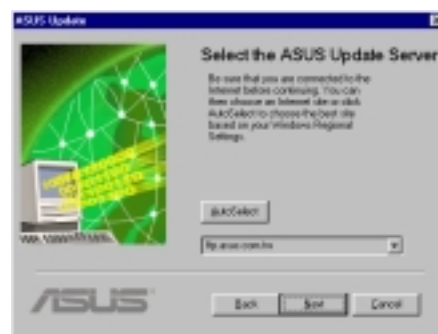 ASUS Update
Select the ASUS Update Server
Be sure that you are connected to the
Internet before continuing. You can
then choose an Internet site or click
AutoSelect to choose the best site
based on your Windows Regional
Settings.
AutoSelect
ftp.asus.com.tw
ASUS
Back
Next
Cancel